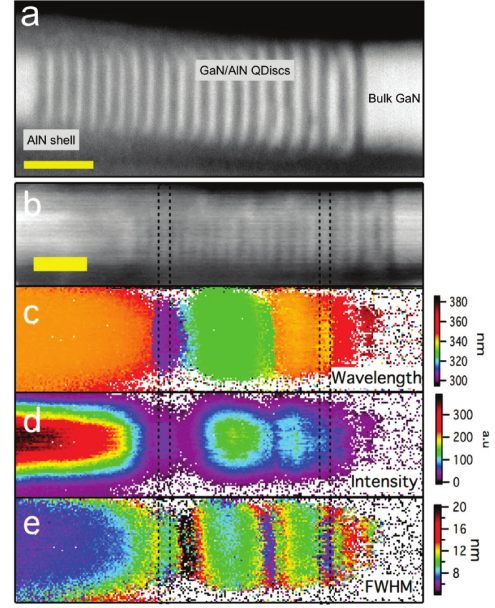 a
GaN/AlN QDiscs
Bulk GaN
AlN shell
b
c
380
360
340
320
300
nm
Wavelength
d
300
200
100
0
a.u
Intensity
e
20
16
12
8
nm
FWHM